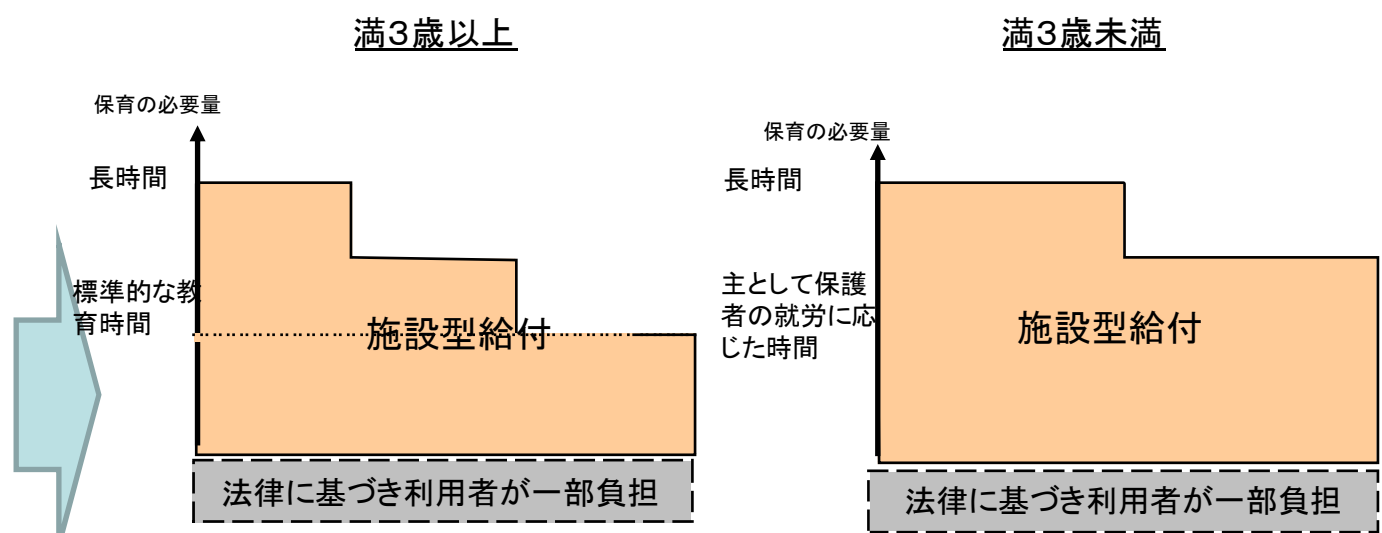 満３歳以上
保育の必要量
長時間
標準的な教
育時間
施設型給付
法律に基づき利用者が一部負担
満３歳未満
保育の必要量
長時間
主として保護
者の就労に応
じた時間
施設型給付
法律に基づき利用者が一部負担